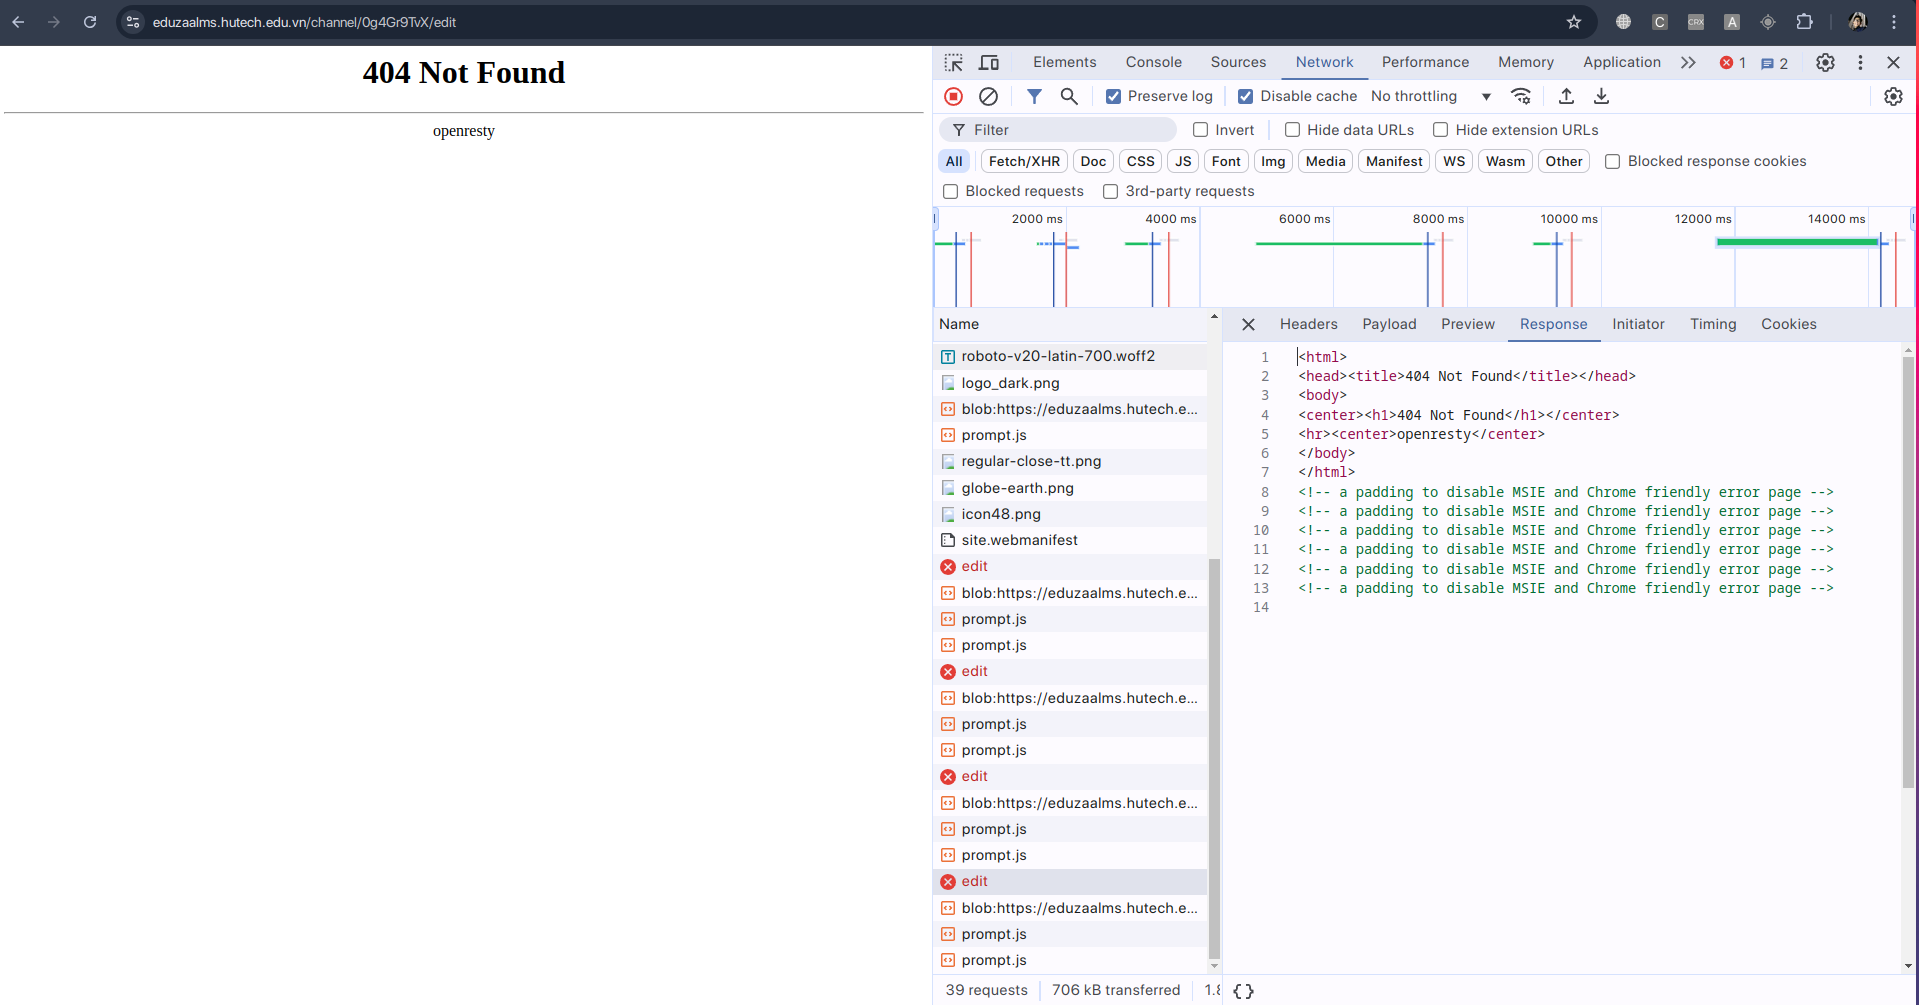 eduzaalms.hutech.edu.vn/channel/0g4Gr9TvX/edit
C
CRX
A
404 Not Found
openresty
Elements Console Sources Network Performance Memory Application 1 2
Preserve log Disable cache No throttling
Filter Invert Hide data URLs Hide extension URLs
All Fetch/XHR Doc CSS JS Font Img Media Manifest WS Wasm Other Blocked response cookies
Blocked requests 3rd-party requests
2000 ms 4000 ms 6000 ms 8000 ms 10000 ms 12000 ms 14000 ms
Name
roboto-v20-latin-700.woff2
logo_dark.png
blob:https://eduzaalms.hutech.e...
prompt.js
regular-close-tt.png
globe-earth.png
icon48.png
site.webmanifest
edit
blob:https://eduzaalms.hutech.e...
prompt.js
prompt.js
edit
blob:https://eduzaalms.hutech.e...
prompt.js
prompt.js
edit
blob:https://eduzaalms.hutech.e...
prompt.js
prompt.js
edit
blob:https://eduzaalms.hutech.e...
prompt.js
prompt.js
39 requests 706 kB transferred
Headers Payload Preview Response Initiator Timing Cookies
1 <html>
2 <head><title>404 Not Found</title></head>
3 <body>
4 <center><h1>404 Not Found</h1></center>
5 <hr><center>openresty</center>
6 </body>
7 </html>
8 <!-- a padding to disable MSIE and Chrome friendly error page -->
9 <!-- a padding to disable MSIE and Chrome friendly error page -->
10 <!-- a padding to disable MSIE and Chrome friendly error page -->
11 <!-- a padding to disable MSIE and Chrome friendly error page -->
12 <!-- a padding to disable MSIE and Chrome friendly error page -->
13 <!-- a padding to disable MSIE and Chrome friendly error page -->
14
{}